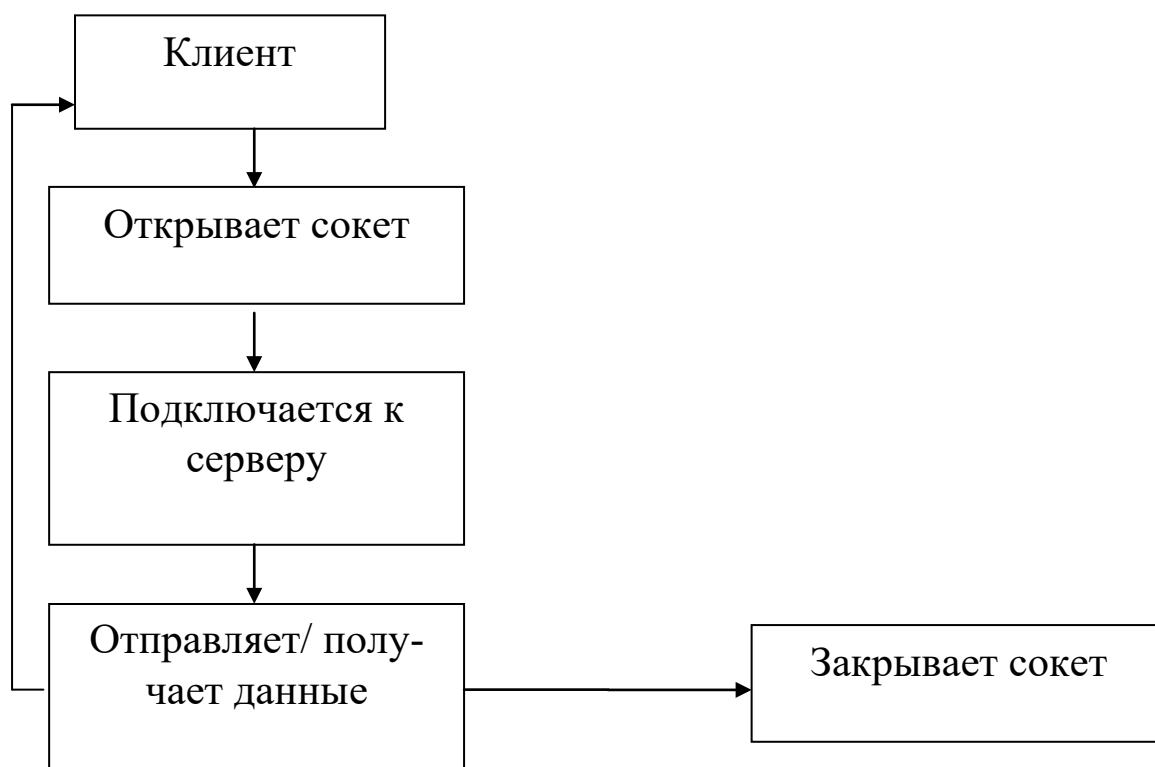 Клиент
Открывает сокет
Подключается к
серверу
Отправляет/ полу-
чает данные
Закрывает сокет